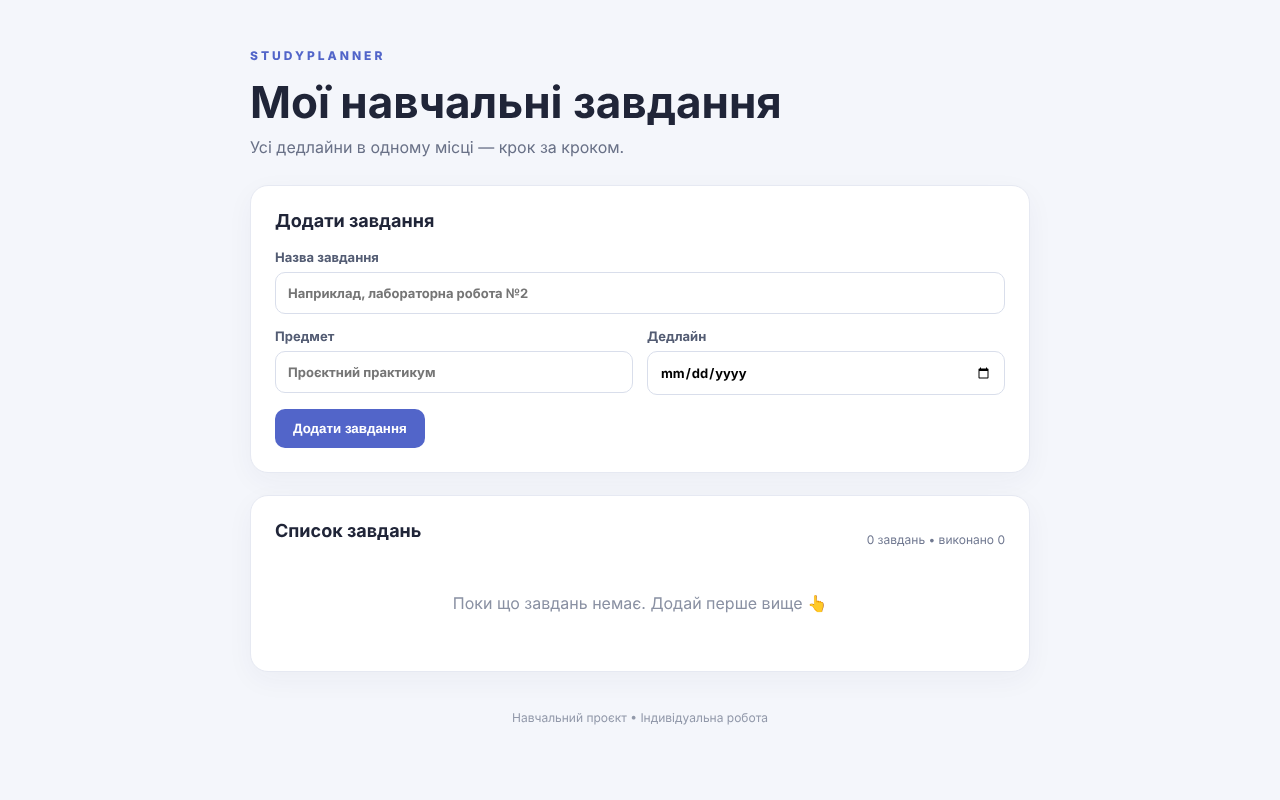 STUDYPLANNER
Мої навчальні завдання
Усі дедлайни в одному місці — крок за кроком.
Додати завдання
Назва завдання
Наприклад, лабораторна робота №2
Предмет
Дедлайн
Проєктний практикум
mm/dd/yyyy
Додати завдання
Список завдань
0 завдань • виконано 0
Поки що завдань немає. Додай перше вище 👆
Навчальний проєкт • Індивідуальна робота